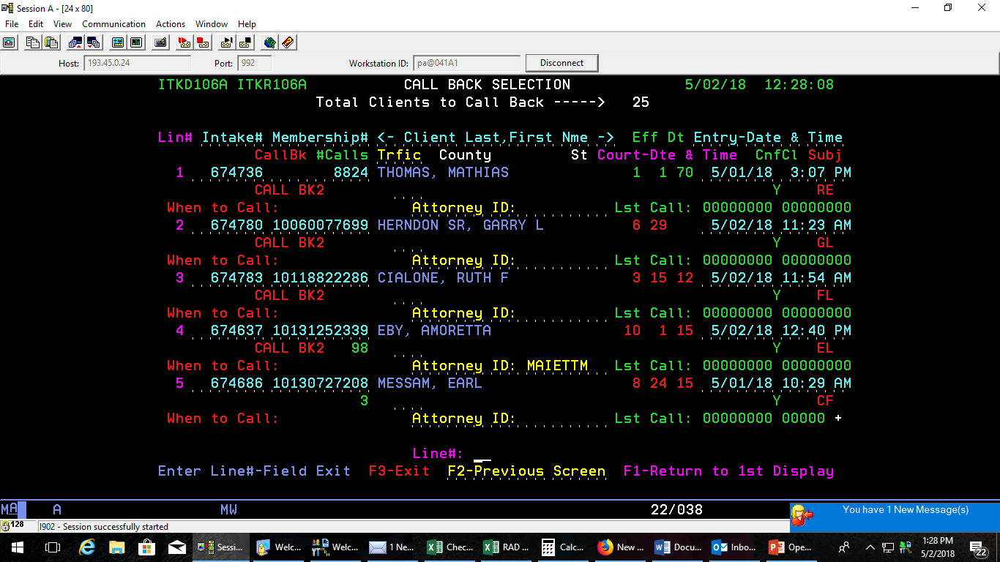 Session A - [24 x 80]
File Edit View Communication Actions Window Help
Host: 193.45.0.24 Port: 992 Workstation ID: pa@041A1 Disconnect
ITKD106A ITKR106A CALL BACK SELECTION 5/02/18 12:28:08
Total Clients to Call Back -----> 25
Lin# Intake# Membership# <- Client Last,First Nme -> Eff Dt Entry-Date & Time
CallBk #Calls Trfic County St Court-Dte & Time CnfCl Subj
1 674736 8824 THOMAS, MATHIAS 1 1 70 5/01/18 3:07 PM
CALL BK2 Y RE
When to Call: Attorney ID: Lst Call: 00000000 00000000
2 674780 10060077699 HERNDON SR, GARRY L 6 29 5/02/18 11:23 AM
CALL BK2 Y GL
When to Call: Attorney ID: Lst Call: 00000000 00000000
3 674783 10118822286 CIALONE, RUTH F 3 15 12 5/02/18 11:54 AM
CALL BK2 Y FL
When to Call: Attorney ID: Lst Call: 00000000 00000000
4 674637 10131252339 EBY, AMORETTA 10 1 15 5/02/18 12:40 PM
CALL BK2 98 Y EL
When to Call: Attorney ID: MAIETTM Lst Call: 00000000 00000000
5 674686 10130727208 MESSAM, EARL 8 24 15 5/01/18 10:29 AM
3 Y CF
When to Call: Attorney ID: Lst Call: 00000000 00000 +
Line#: __
Enter Line#-Field Exit F3-Exit F2-Previous Screen F1-Return to 1st Display
MA A MW 22/038
You have 1 New Message(s)
128 I902 - Session successfully started
Sessi... Welc... Welc... 1 Ne... Chec... RAD ... Calc... New ... Docu... Inbo... Ope... 1:28 PM
5/2/2018 22